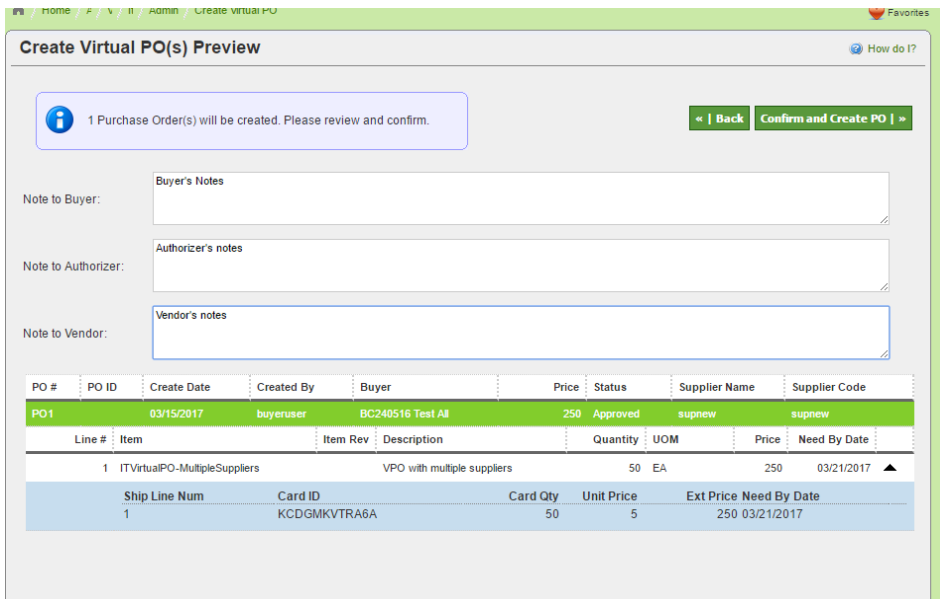 Home / / / / Admin / Create Virtual PO
Favorites
Create Virtual PO(s) Preview
How do I?
1 Purchase Order(s) will be created. Please review and confirm.
« | Back Confirm and Create PO | »
Note to Buyer:
Buyer's Notes
Note to Authorizer:
Authorizer's notes
Note to Vendor:
Vendor's notes
PO # PO ID Create Date Created By Buyer Price Status Supplier Name Supplier Code
PO1 03/15/2017 buyeruser BC240516 Test All 250 Approved supnew supnew
Line # Item Item Rev Description Quantity UOM Price Need By Date
1 ITVirtualPO-MultipleSuppliers VPO with multiple suppliers 50 EA 250 03/21/2017
Ship Line Num Card ID Card Qty Unit Price Ext Price Need By Date
1 KCDGMKVTRA6A 50 5 250 03/21/2017